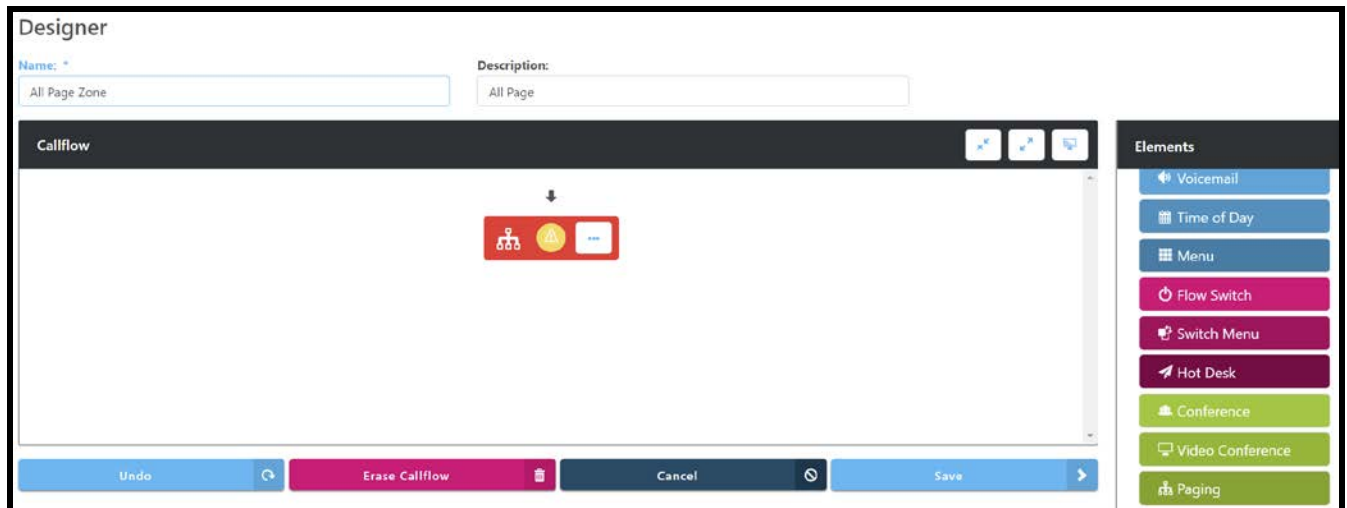 Designer
Name: *
Description:
All Page Zone
All Page
Callflow
Elements
Voicemail
Time of Day
Menu
Flow Switch
Switch Menu
Hot Desk
Conference
Video Conference
Paging
Undo
Erase Callflow
Cancel
Save